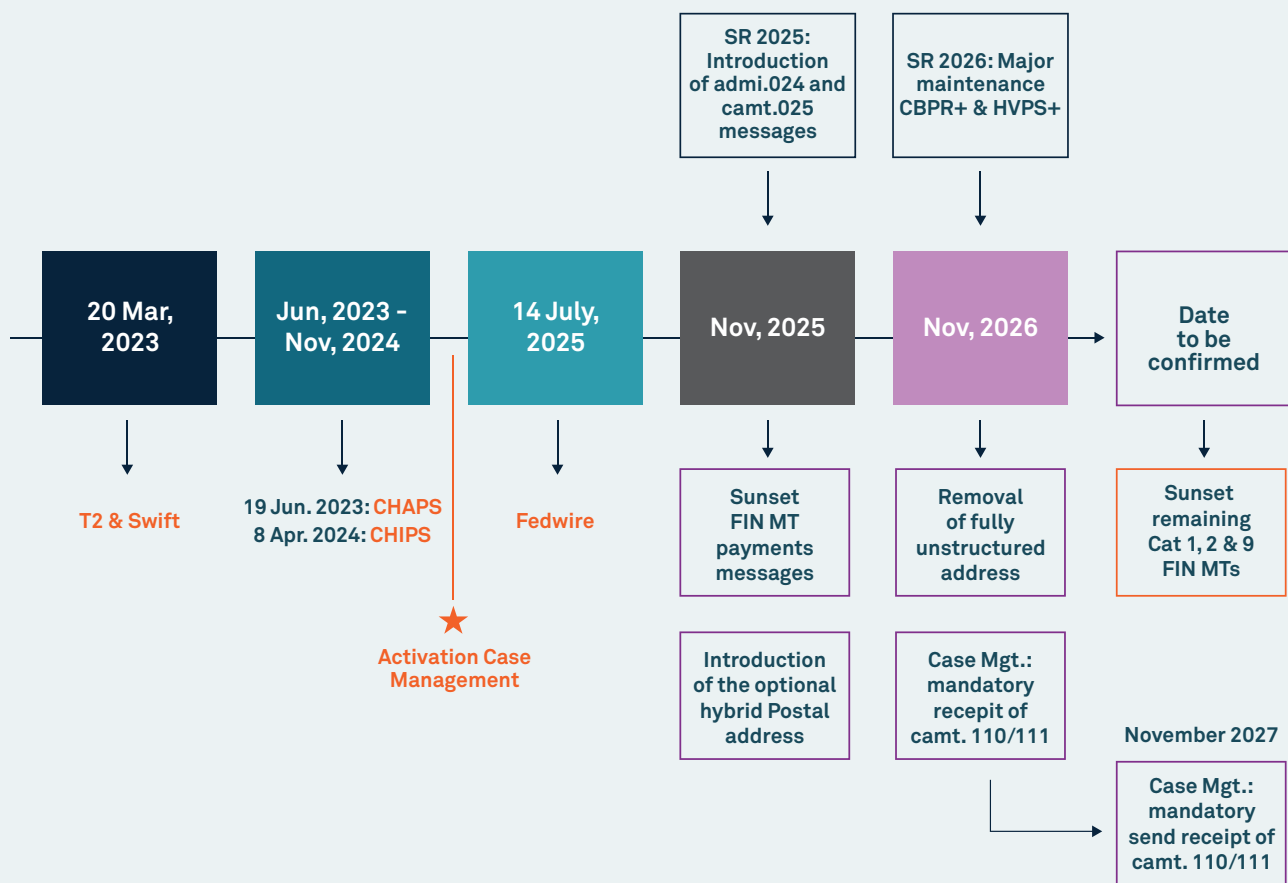 SR 2025:
Introduction
of admi.024 and
camt.025
messages
SR 2026: Major
maintenance
CBPR+ & HVPS+
20 Mar,
2023
Jun, 2023 -
Nov, 2024
14 July,
2025
Nov, 2025
Nov, 2026
Date
to be
confirmed
T2 & Swift
19 Jun. 2023: CHAPS
8 Apr. 2024: CHIPS
Fedwire
Sunset
FIN MT
payments
messages
Removal
of fully
unstructured
address
Sunset
remaining
Cat 1, 2 & 9
FIN MTs
Activation Case
Management
Introduction
of the optional
hybrid Postal
address
Case Mgt.:
mandatory
recepit of
camt. 110/111
November 2027
Case Mgt.:
mandatory
send receipt of
camt. 110/111